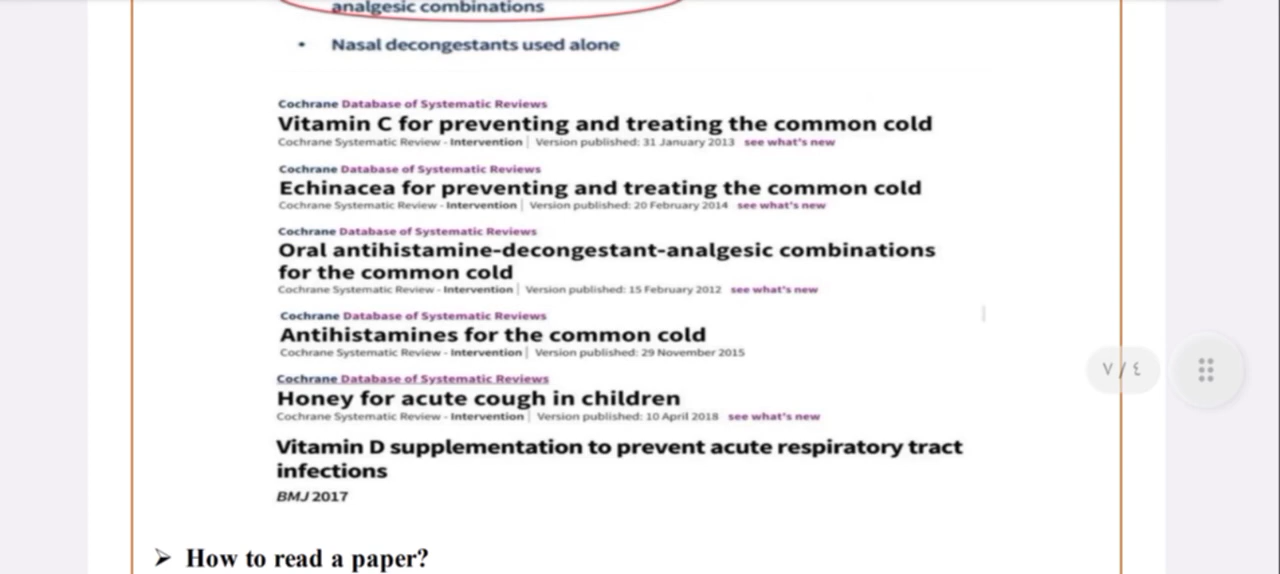 analgesic combinations
• Nasal decongestants used alone
Cochrane Database of Systematic Reviews
Vitamin C for preventing and treating the common cold
Cochrane Systematic Review - Intervention | Version published: 31 January 2013 see what's new
Cochrane Database of Systematic Reviews
Echinacea for preventing and treating the common cold
Cochrane Systematic Review - Intervention | Version published: 20 February 2014 see what's new
Cochrane Database of Systematic Reviews
Oral antihistamine-decongestant-analgesic combinations
for the common cold
Cochrane Systematic Review - Intervention | Version published: 15 February 2012 see what's new
Cochrane Database of Systematic Reviews
Antihistamines for the common cold
Cochrane Systematic Review - Intervention | Version published: 29 November 2015
Cochrane Database of Systematic Reviews
Honey for acute cough in children
Cochrane Systematic Review - Intervention | Version published: 10 April 2018 see what's new
Vitamin D supplementation to prevent acute respiratory tract
infections
BMJ 2017
٧ / ٤
➢ How to read a paper?